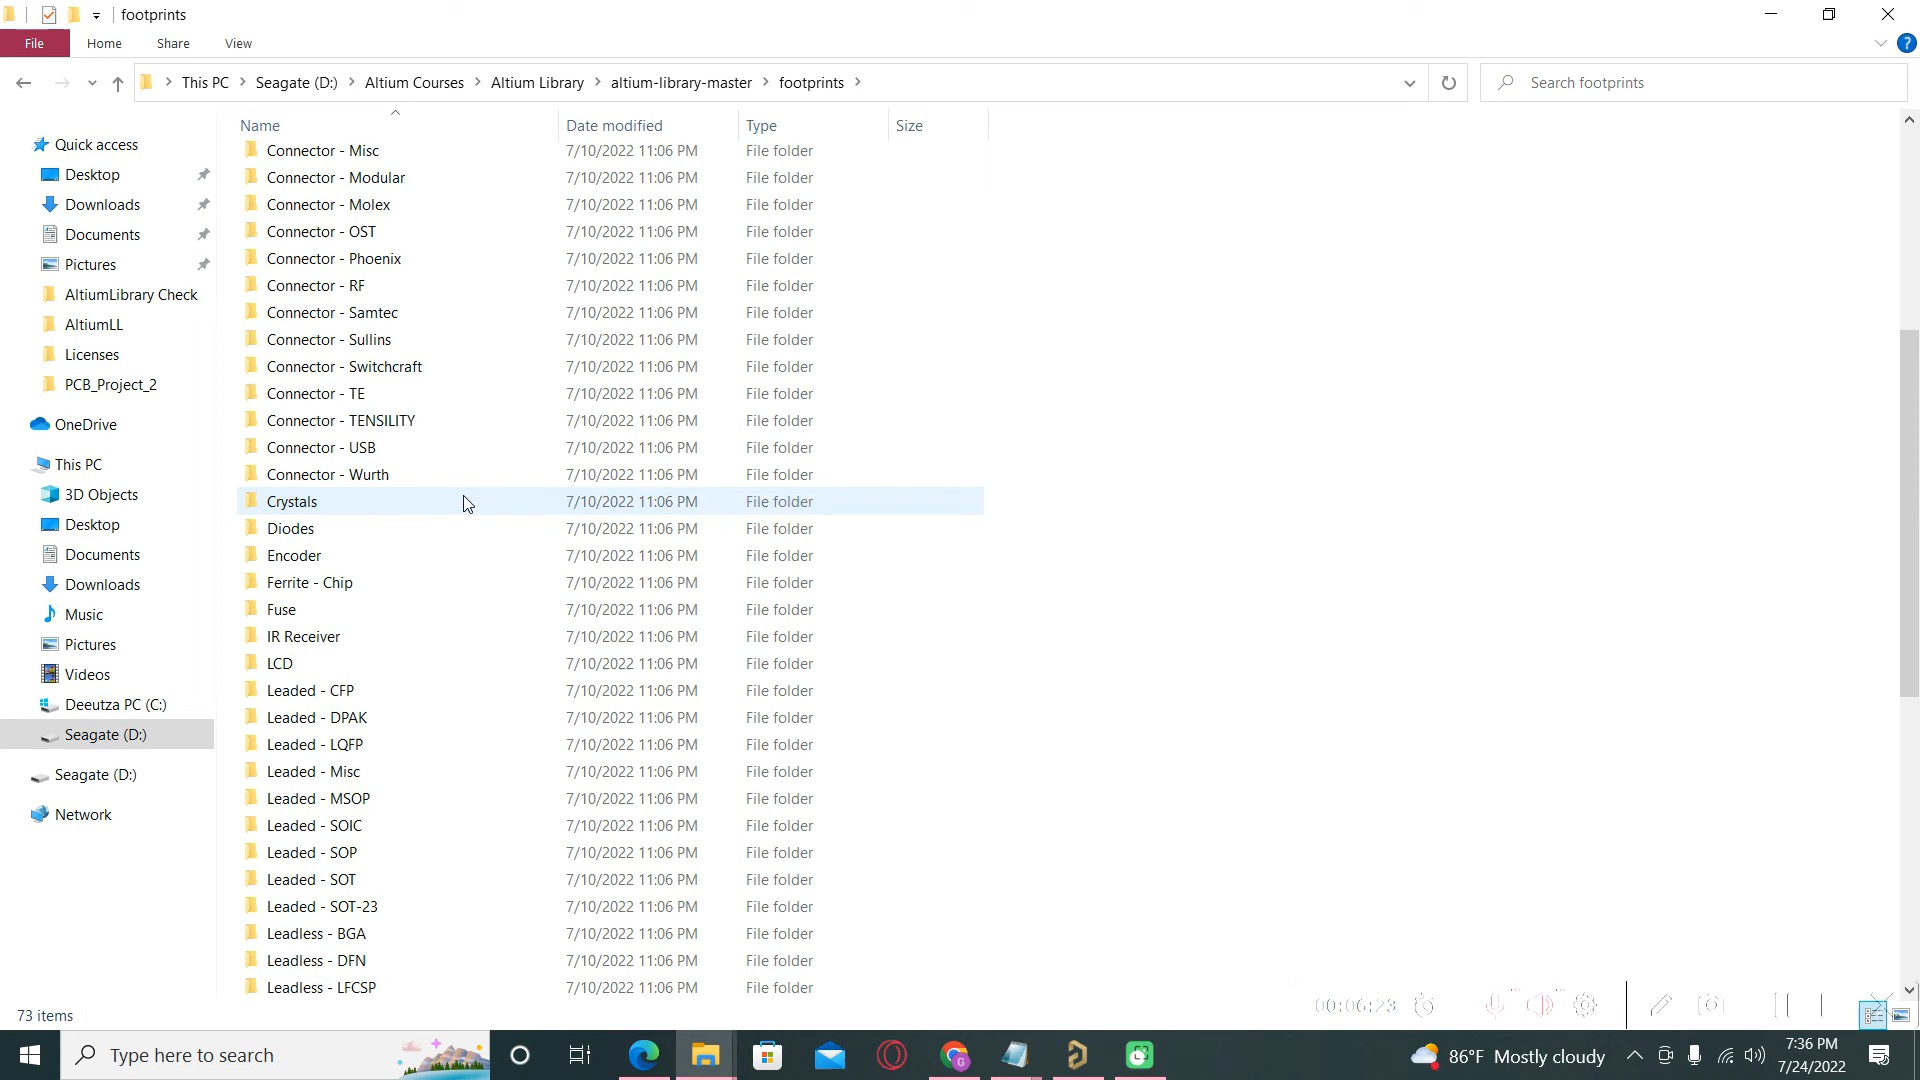 footprints
File Home Share View
This PC Seagate (D:) Altium Courses Altium Library altium-library-master footprints
Search footprints
Quick access
Desktop
Downloads
Documents
Pictures
AltiumLibrary Check
AltiumLL
Licenses
PCB_Project_2
OneDrive
This PC
3D Objects
Desktop
Documents
Downloads
Music
Pictures
Videos
Deeutza PC (C:)
Seagate (D:)
Seagate (D:)
Network
Name Date modified Type Size
Connector - Misc 7/10/2022 11:06 PM File folder
Connector - Modular 7/10/2022 11:06 PM File folder
Connector - Molex 7/10/2022 11:06 PM File folder
Connector - OST 7/10/2022 11:06 PM File folder
Connector - Phoenix 7/10/2022 11:06 PM File folder
Connector - RF 7/10/2022 11:06 PM File folder
Connector - Samtec 7/10/2022 11:06 PM File folder
Connector - Sullins 7/10/2022 11:06 PM File folder
Connector - Switchcraft 7/10/2022 11:06 PM File folder
Connector - TE 7/10/2022 11:06 PM File folder
Connector - TENSILITY 7/10/2022 11:06 PM File folder
Connector - USB 7/10/2022 11:06 PM File folder
Connector - Wurth 7/10/2022 11:06 PM File folder
Crystals 7/10/2022 11:06 PM File folder
Diodes 7/10/2022 11:06 PM File folder
Encoder 7/10/2022 11:06 PM File folder
Ferrite - Chip 7/10/2022 11:06 PM File folder
Fuse 7/10/2022 11:06 PM File folder
IR Receiver 7/10/2022 11:06 PM File folder
LCD 7/10/2022 11:06 PM File folder
Leaded - CFP 7/10/2022 11:06 PM File folder
Leaded - DPAK 7/10/2022 11:06 PM File folder
Leaded - LQFP 7/10/2022 11:06 PM File folder
Leaded - Misc 7/10/2022 11:06 PM File folder
Leaded - MSOP 7/10/2022 11:06 PM File folder
Leaded - SOIC 7/10/2022 11:06 PM File folder
Leaded - SOP 7/10/2022 11:06 PM File folder
Leaded - SOT 7/10/2022 11:06 PM File folder
Leaded - SOT-23 7/10/2022 11:06 PM File folder
Leadless - BGA 7/10/2022 11:06 PM File folder
Leadless - DFN 7/10/2022 11:06 PM File folder
Leadless - LFCSP 7/10/2022 11:06 PM File folder
00:06:23
73 items
Type here to search
86°F Mostly cloudy
7:36 PM
7/24/2022